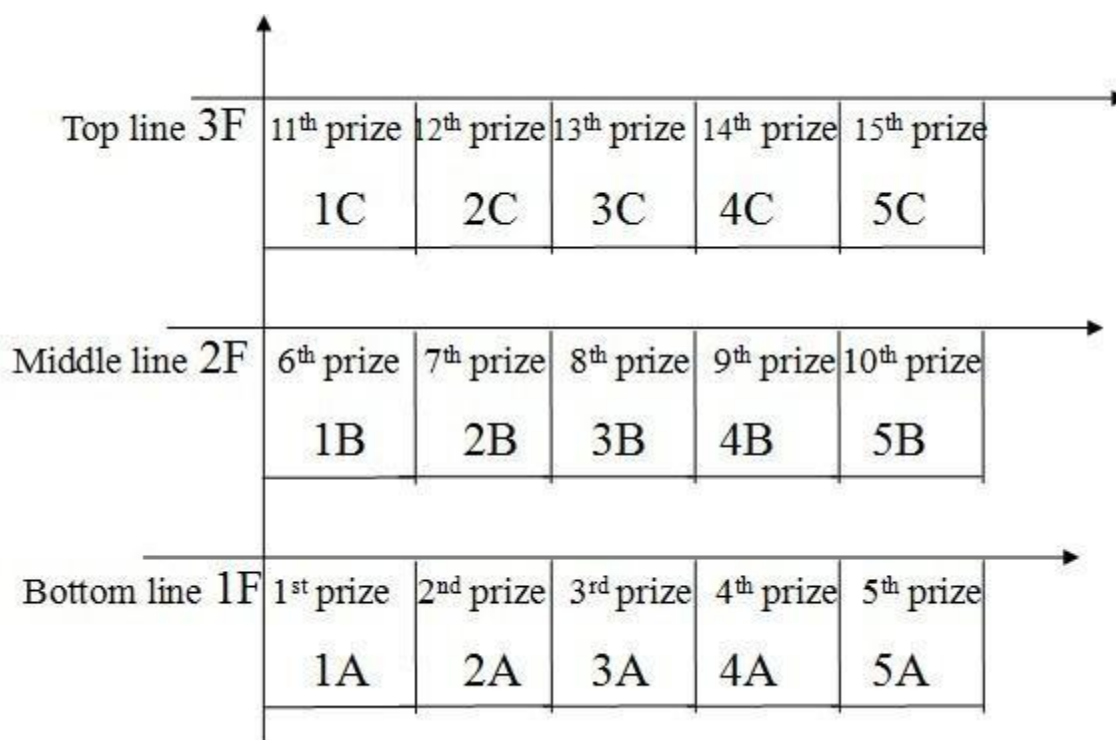 Top line 3F 11th prize 12th prize 13th prize 14th prize 15th prize
1C 2C 3C 4C 5C
Middle line 2F 6th prize 7th prize 8th prize 9th prize 10th prize
1B 2B 3B 4B 5B
Bottom line 1F 1st prize 2nd prize 3rd prize 4th prize 5th prize
1A 2A 3A 4A 5A